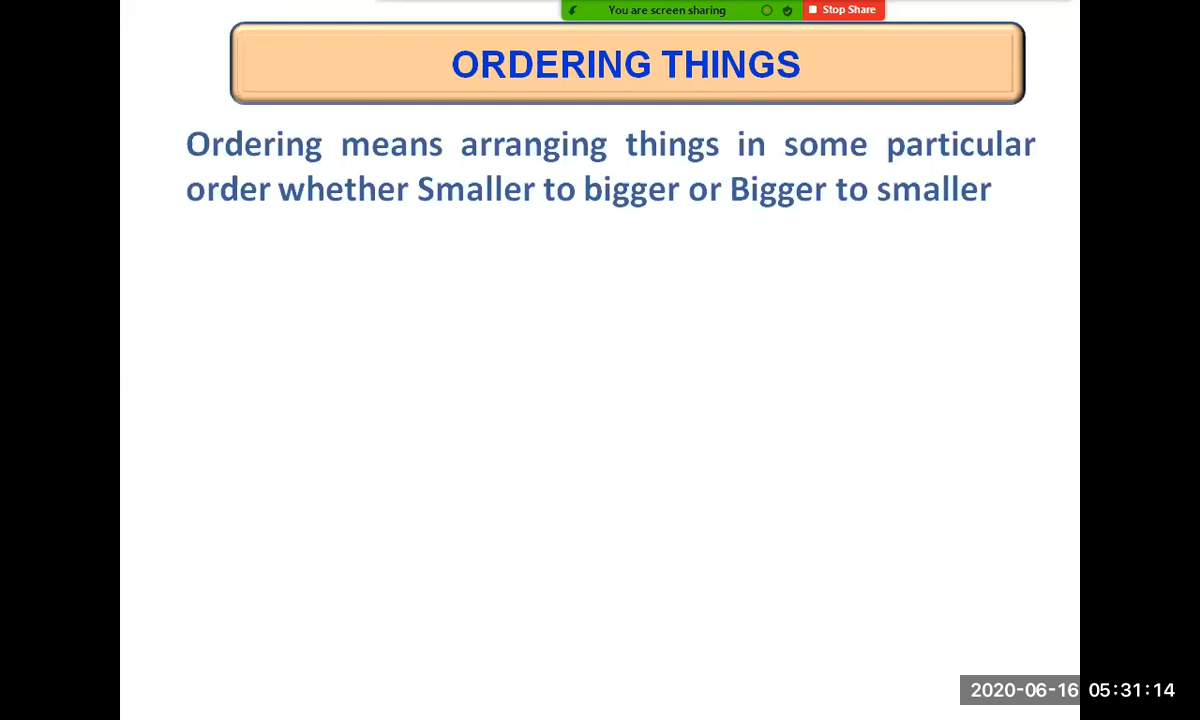 You are screen sharing
Stop Share
ORDERING THINGS
Ordering means arranging things in some particular
order whether Smaller to bigger or Bigger to smaller
2020-06-16 05:31:14